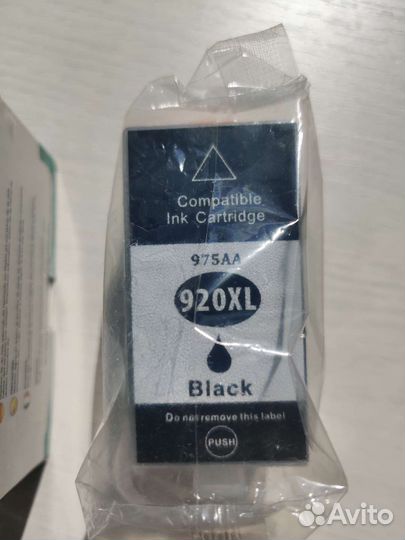 Compatible
Ink Cartridge
975AA
920XL
Black
Do not remove this label
PUSH
Avito